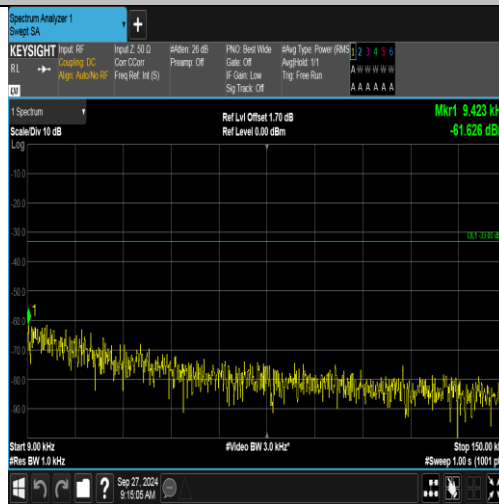 Spectrum Analyzer 1
Swept SA
+
KEYSIGHT Input: RF Input Z: 50 Ω #Atten: 26 dB PNO: Best Wide #Avg Type: Power (RMS 1 2 3 4 5 6
RL Coupling: DC Corr CCorr Preamp: Off Gate: Off Avg|Hold: 1/1 A W W W W W
Align: Auto/No RF Freq Ref: Int (S) IF Gain: Low Trig: Free Run
Sig Track: Off A A A A A A
1 Spectrum
Ref Lvl Offset 1.70 dB Mkr1 9.423 kH
Scale/Div 10 dB Ref Level 0.00 dBm -61.626 dB
Log
-10.0
-20.0
-30.0
DL1 -33.00 d
-40.0
-50.0
1
-60.0
-70.0
-80.0
-90.0
Start 9.00 kHz #Video BW 3.0 kHz* Stop 150.00 k
#Res BW 1.0 kHz #Sweep 1.00 s (1001 pt
Sep 27, 2024
9:15:05 AM
?